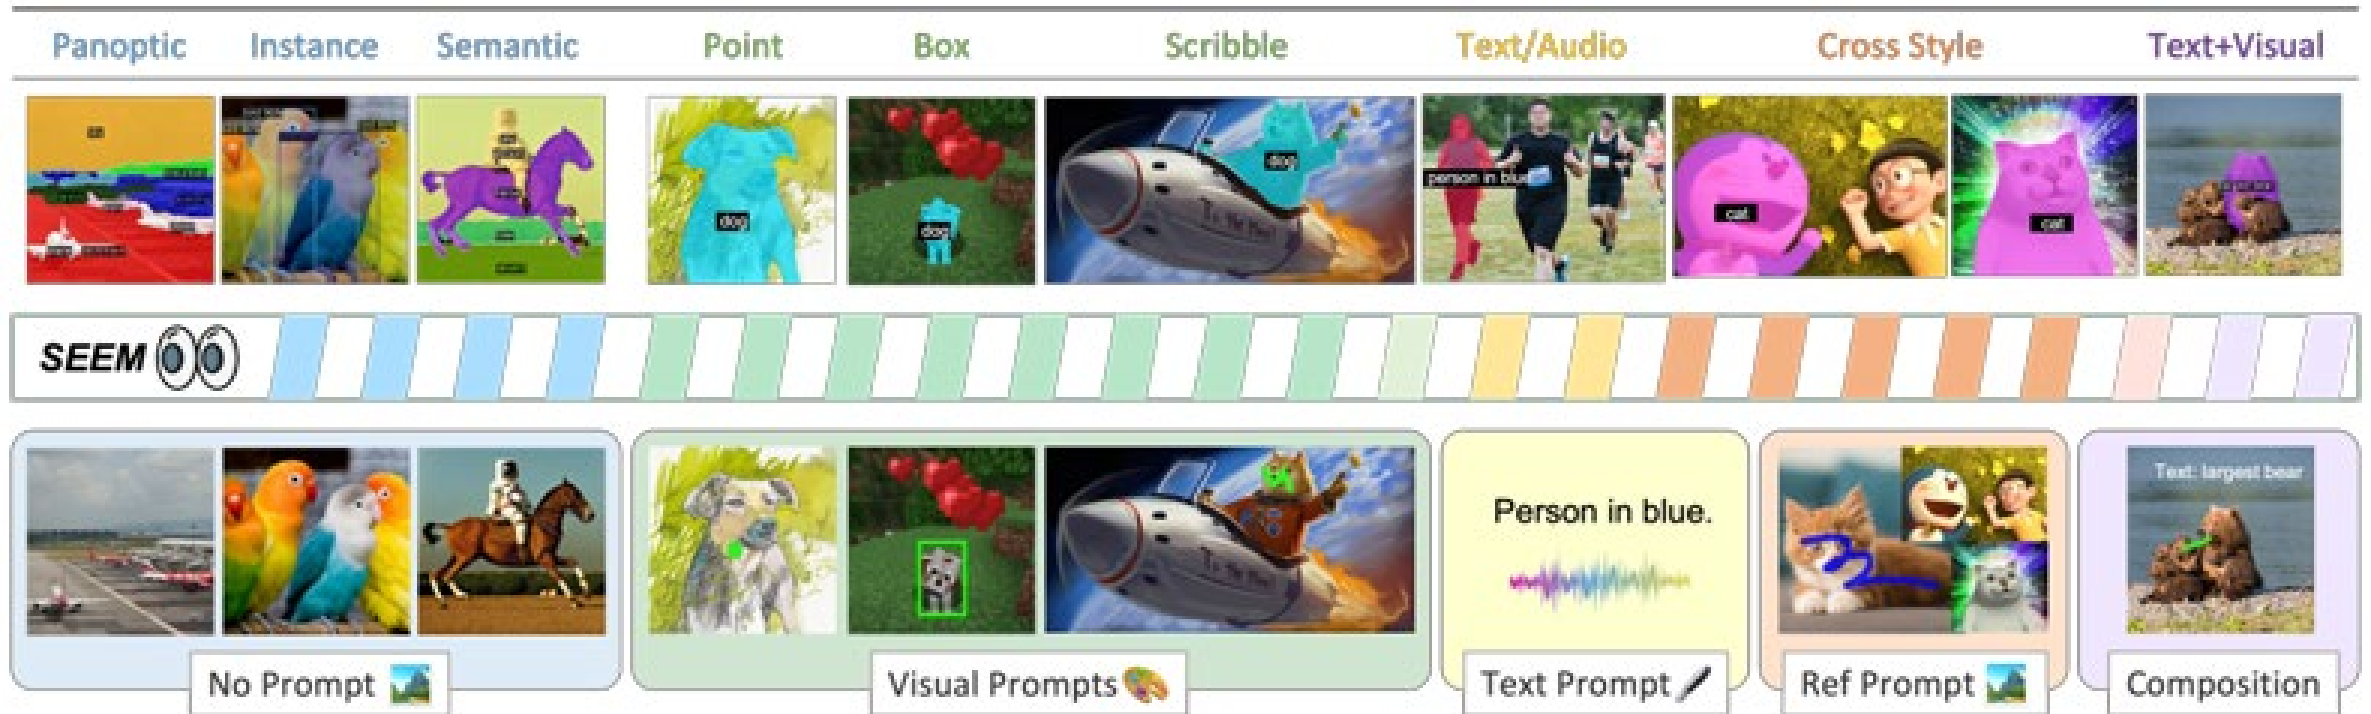 Panoptic Instance Semantic Point Box Scribble Text/Audio Cross Style Text+Visual
dog
dog
dog
person in blue
cat
cat
SEEM
Text: largest bear
Person in blue.
No Prompt
Visual Prompts
Text Prompt
Ref Prompt
Composition